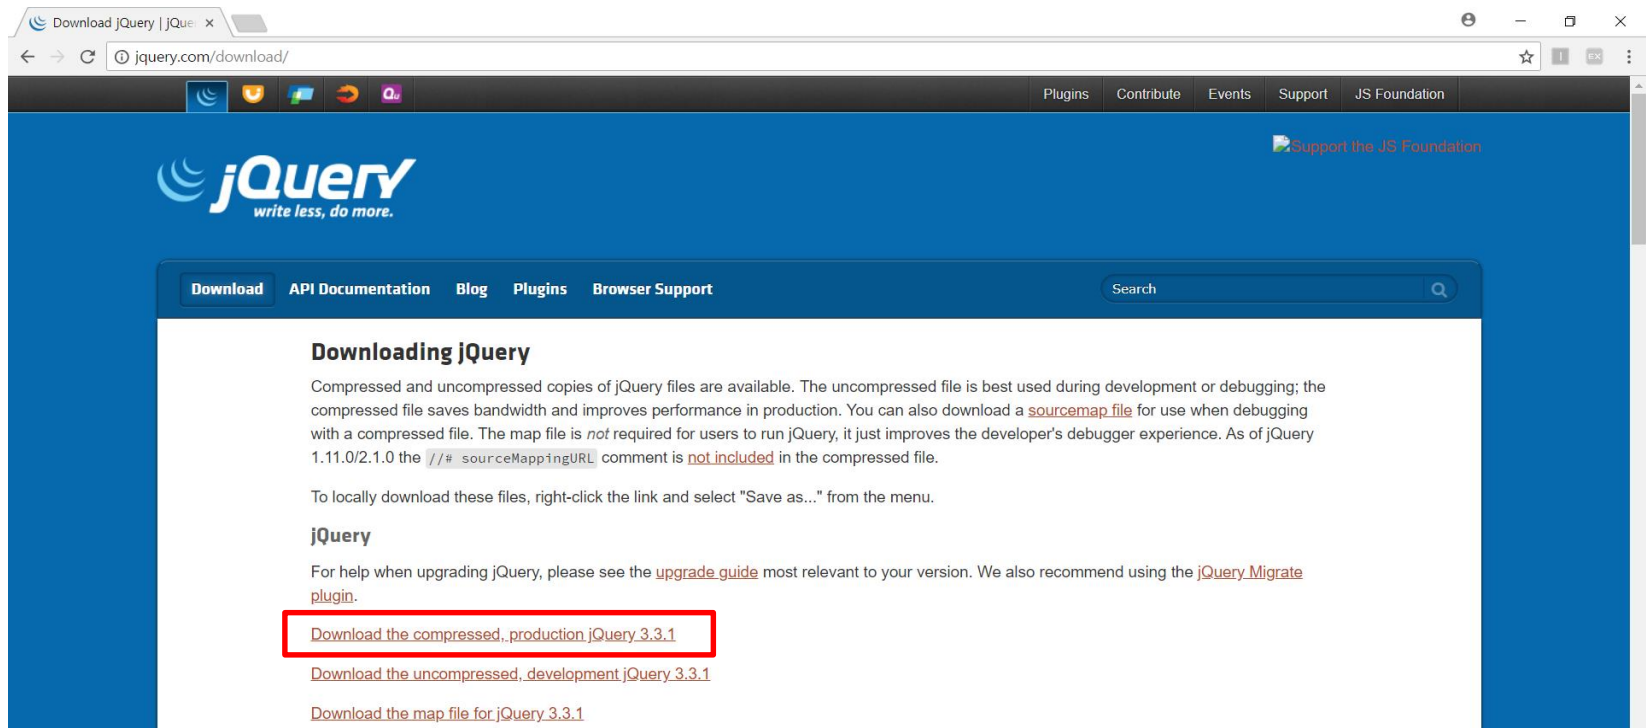 Download jQuery | jQue
jquery.com/download/
Plugins Contribute Events Support JS Foundation
Support the JS Foundation
jQuery
write less, do more.
Download API Documentation Blog Plugins Browser Support Search
Downloading jQuery
Compressed and uncompressed copies of jQuery files are available. The uncompressed file is best used during development or debugging; the
compressed file saves bandwidth and improves performance in production. You can also download a sourcemap file for use when debugging
with a compressed file. The map file is not required for users to run jQuery, it just improves the developer's debugger experience. As of jQuery
1.11.0/2.1.0 the //# sourceMappingURL comment is not included in the compressed file.
To locally download these files, right-click the link and select "Save as..." from the menu.
jQuery
For help when upgrading jQuery, please see the upgrade guide most relevant to your version. We also recommend using the jQuery Migrate
plugin.
Download the compressed, production jQuery 3.3.1
Download the uncompressed, development jQuery 3.3.1
Download the map file for jQuery 3.3.1